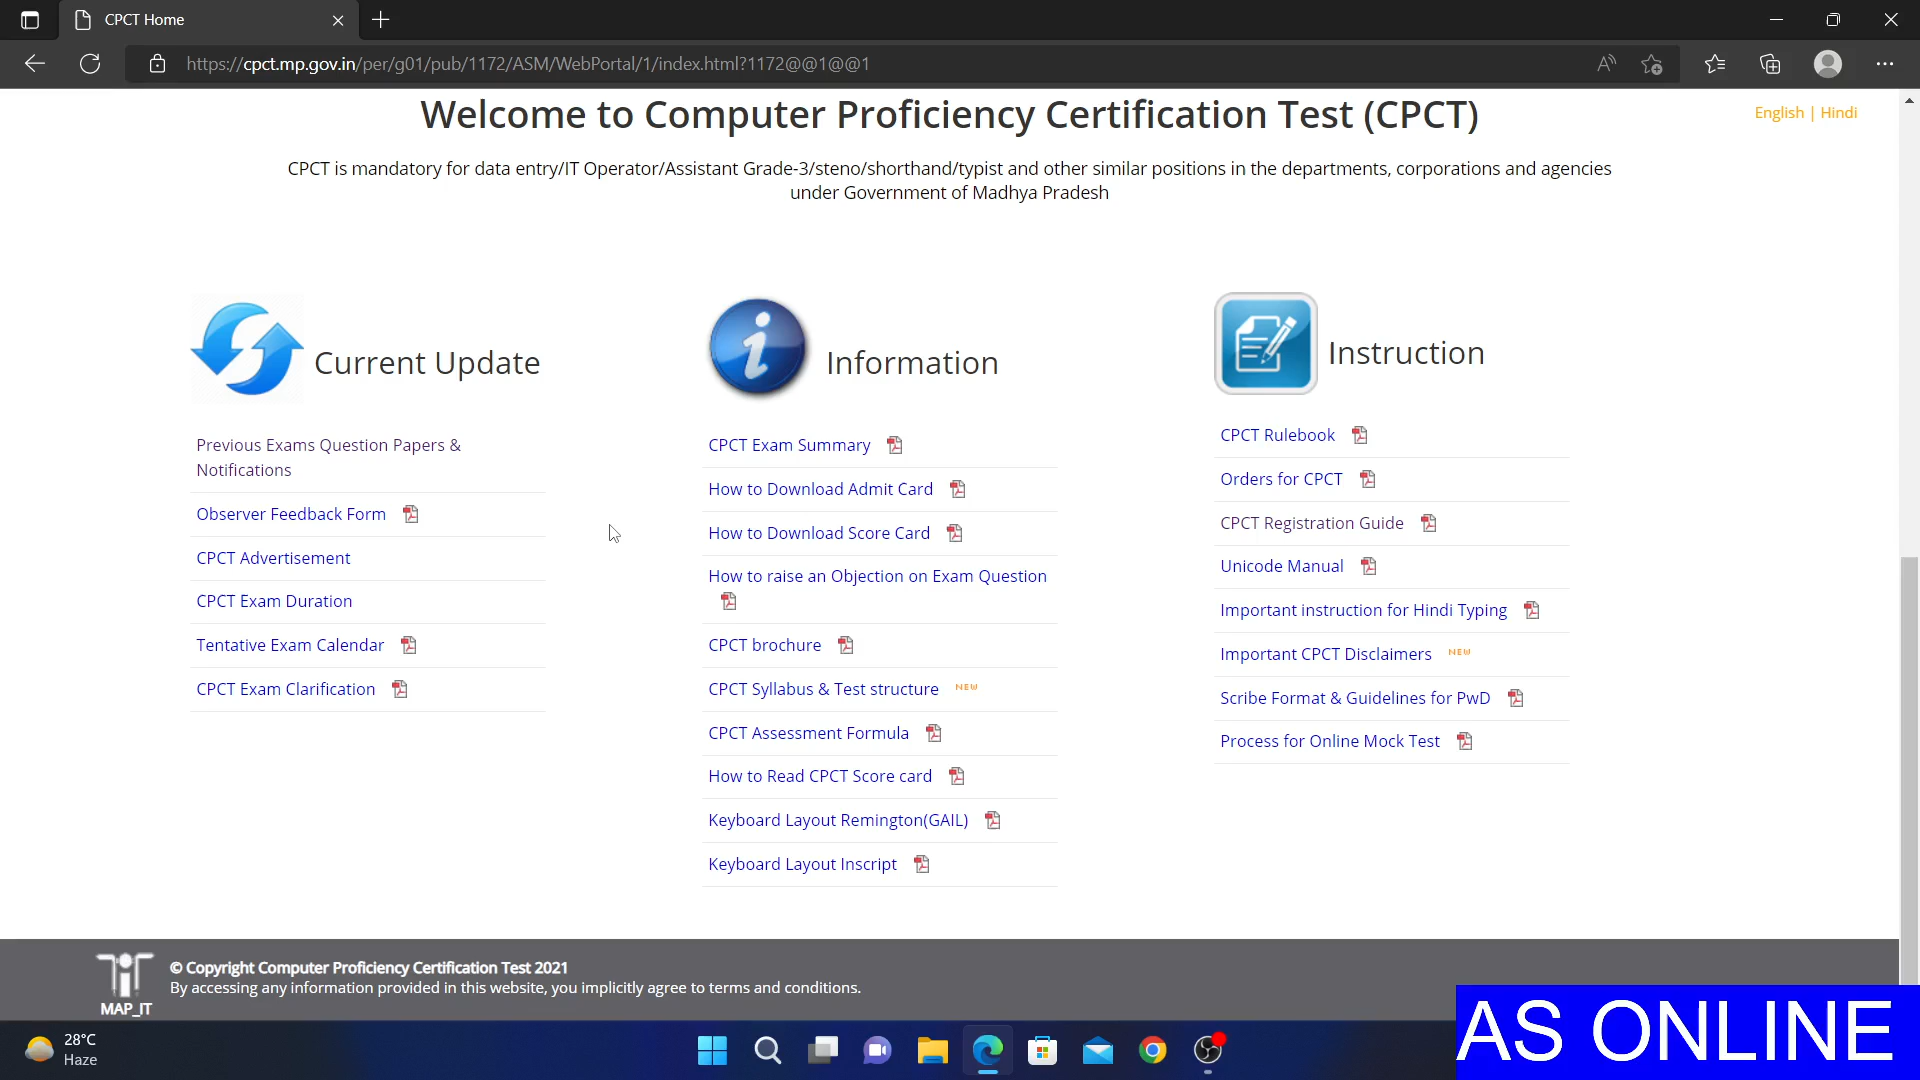 CPCT Home
https://cpct.mp.gov.in/per/g01/pub/1172/ASM/WebPortal/1/index.html?1172@@1@@1
Welcome to Computer Proficiency Certification Test (CPCT)
English | Hindi
CPCT is mandatory for data entry/IT Operator/Assistant Grade-3/steno/shorthand/typist and other similar positions in the departments, corporations and agencies
under Government of Madhya Pradesh
Current Update
Previous Exams Question Papers &
Notifications
Observer Feedback Form
CPCT Advertisement
CPCT Exam Duration
Tentative Exam Calendar
CPCT Exam Clarification
Information
CPCT Exam Summary
How to Download Admit Card
How to Download Score Card
How to raise an Objection on Exam Question
CPCT brochure
CPCT Syllabus & Test structure NEW
CPCT Assessment Formula
How to Read CPCT Score card
Keyboard Layout Remington(GAIL)
Keyboard Layout Inscript
Instruction
CPCT Rulebook
Orders for CPCT
CPCT Registration Guide
Unicode Manual
Important instruction for Hindi Typing
Important CPCT Disclaimers NEW
Scribe Format & Guidelines for PwD
Process for Online Mock Test
MAP_IT
© Copyright Computer Proficiency Certification Test 2021
By accessing any information provided in this website, you implicitly agree to terms and conditions.
28°C
Haze
AS ONLINE